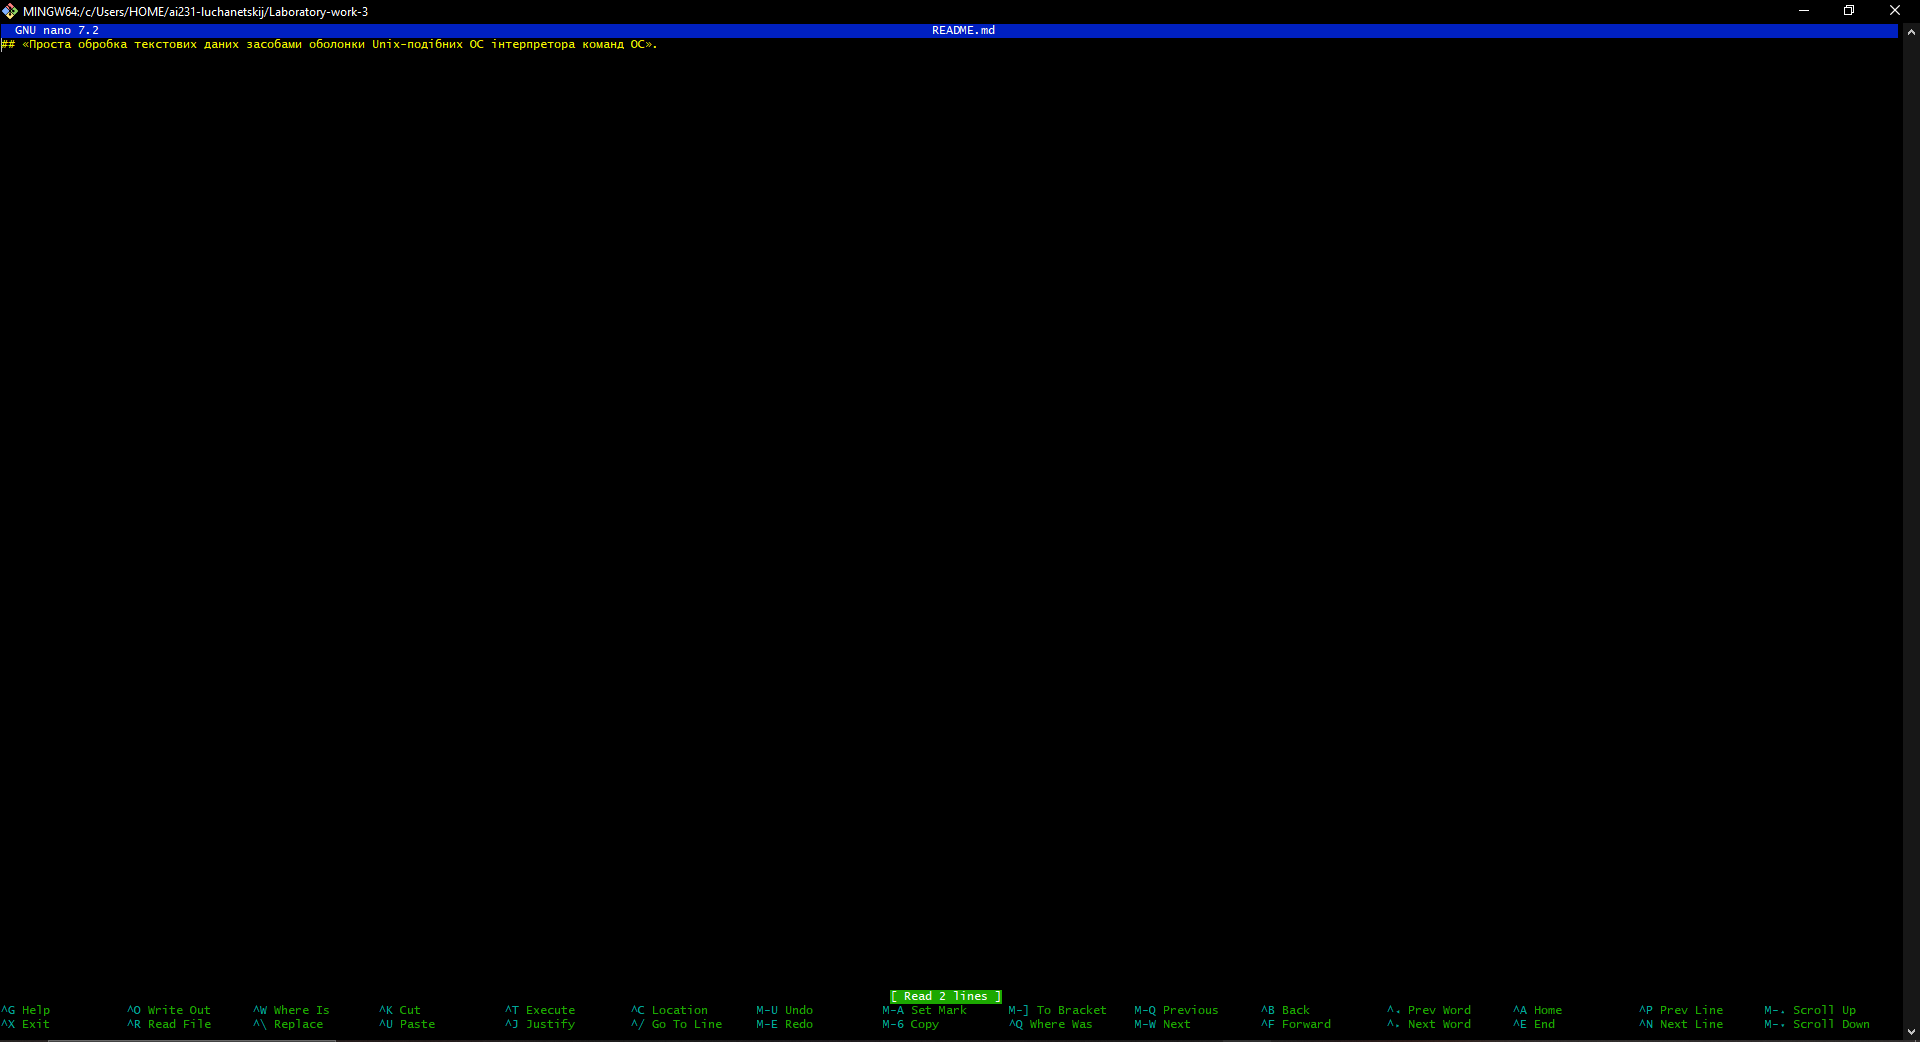 MINGW64:/c/Users/HOME/ai231-luchanetskij/Laboratory-work-3
GNU nano 7.2 README.md
## «Проста обробка текстових даних засобами оболонки Unix-подібних ОС інтерпретора команд ОС».
[ Read 2 lines ]
^G Help ^O Write Out ^W Where Is ^K Cut ^T Execute ^C Location M-U Undo M-A Set Mark M-] To Bracket M-Q Previous ^B Back ^ Prev Word ^A Home ^P Prev Line M- Scroll Up
^X Exit ^R Read File ^\ Replace ^U Paste ^J Justify ^/ Go To Line M-E Redo M-6 Copy ^Q Where Was M-W Next ^F Forward ^ Next Word ^E End ^N Next Line M- Scroll Down